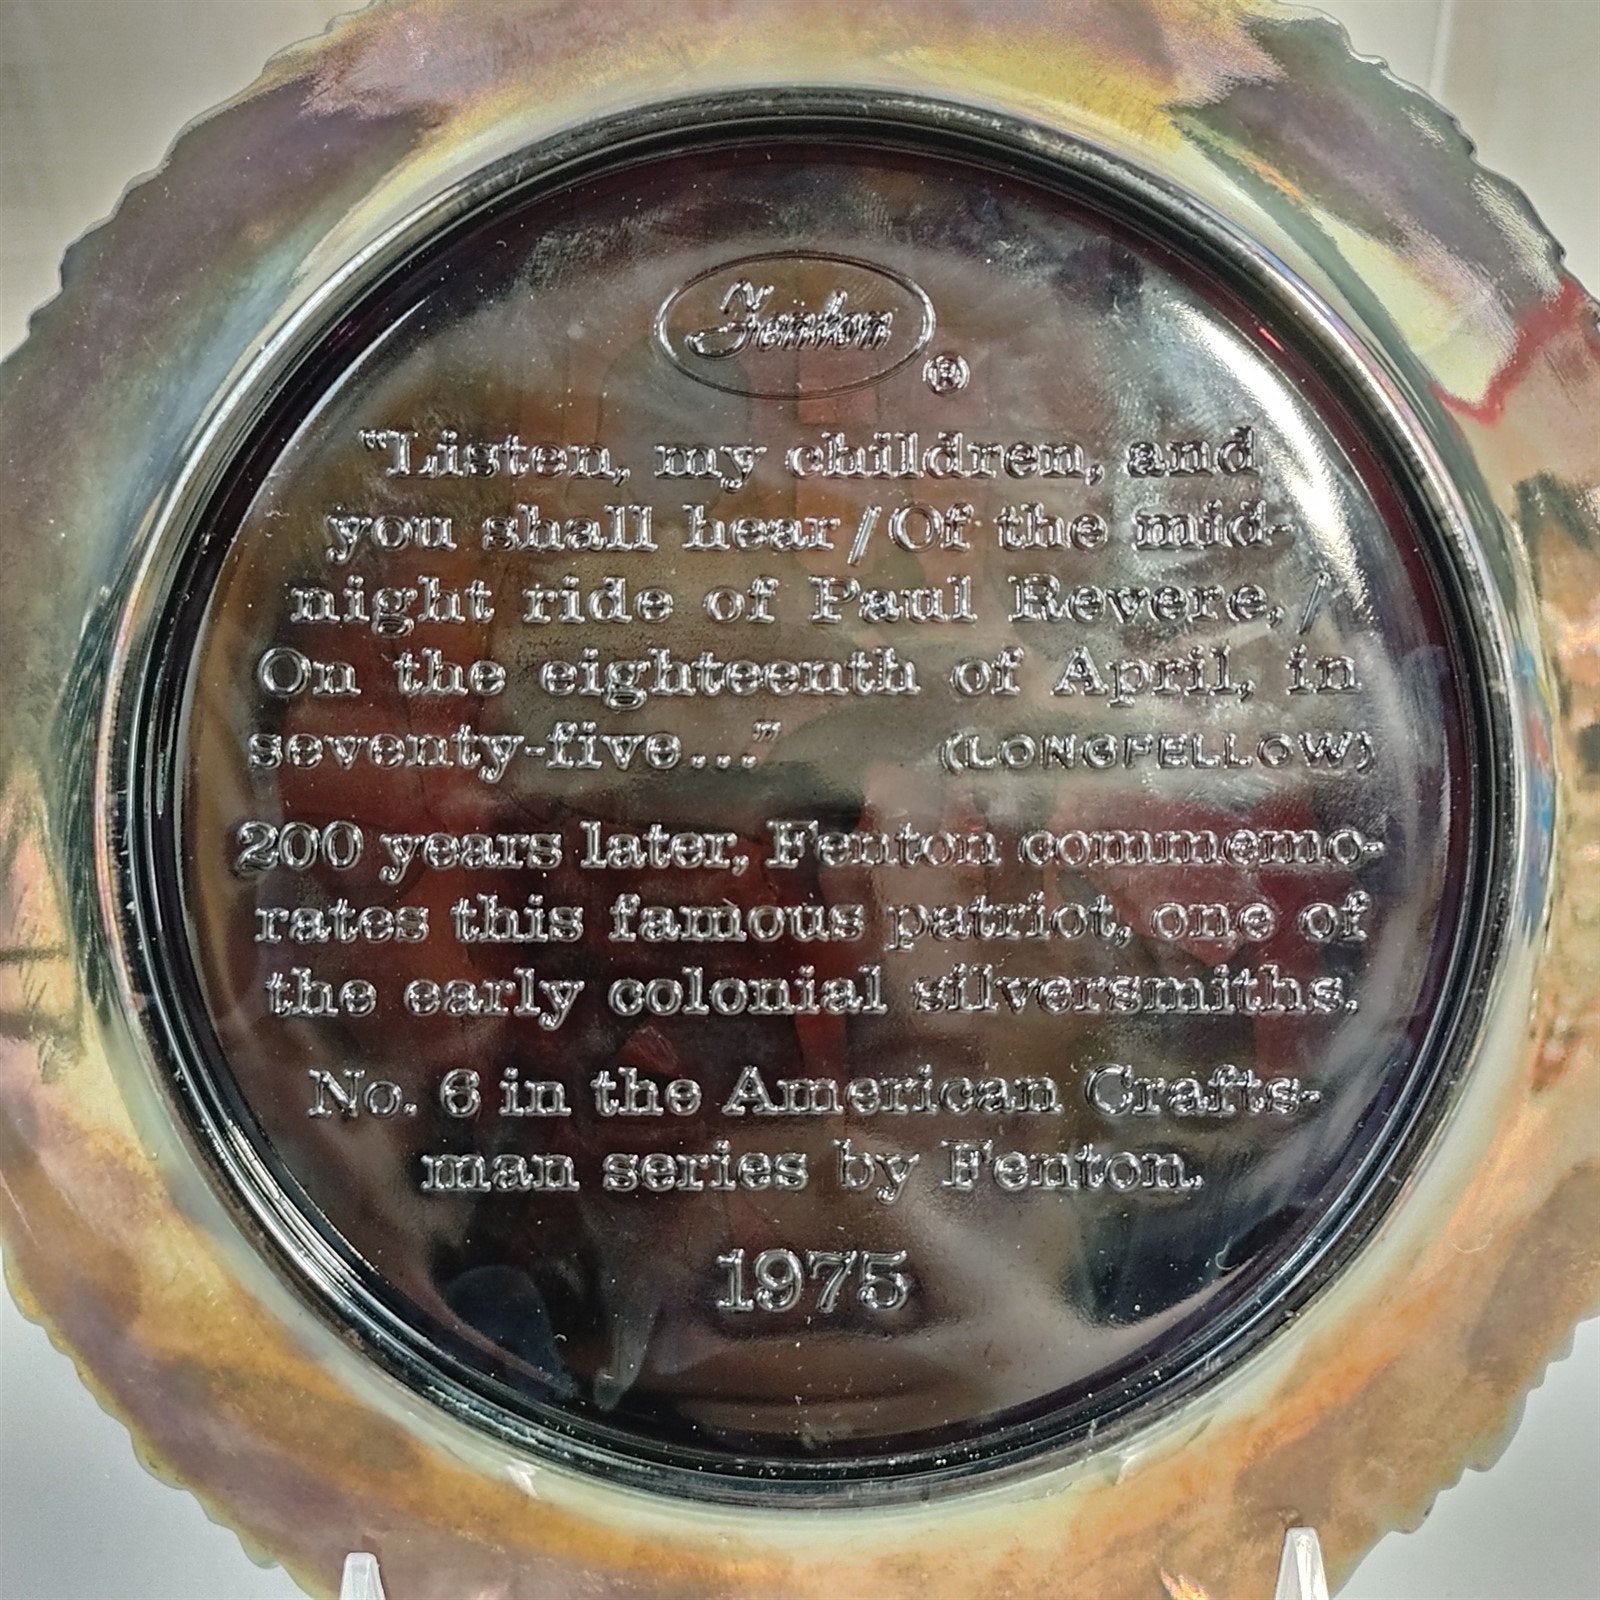 Fenton ®
"Listen, my children, and
you shall hear / Of the mid-
night ride of Paul Revere, /
On the eighteenth of April, in
seventy-five..." (LONGFELLOW)
200 years later, Fenton commemo-
rates this famous patriot, one of
the early colonial silversmiths.
No. 6 in the American Crafts-
man series by Fenton.
1975